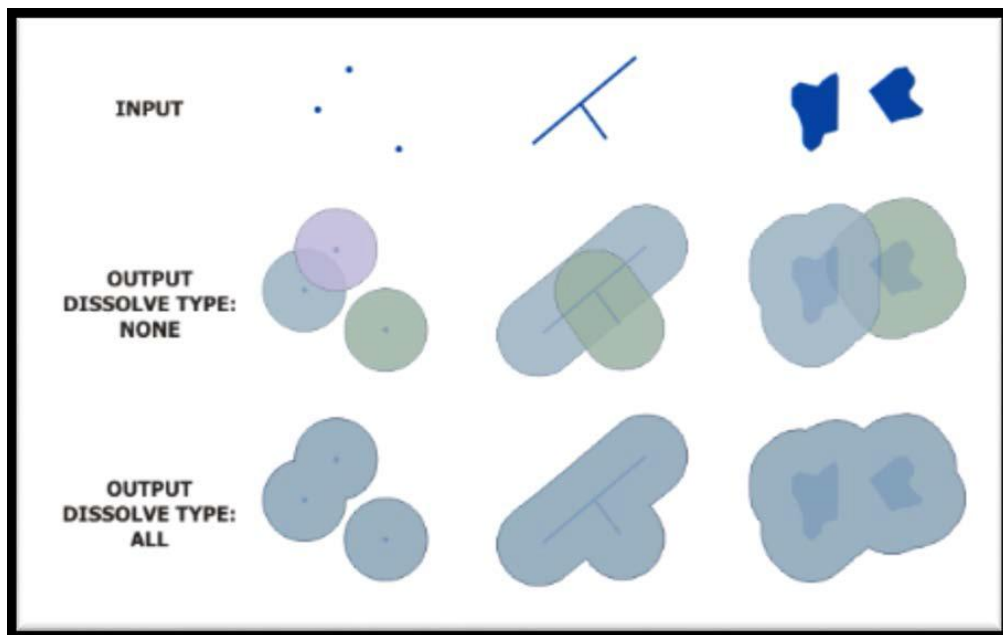 INPUT
OUTPUT
DISSOLVE TYPE:
NONE
OUTPUT
DISSOLVE TYPE:
ALL